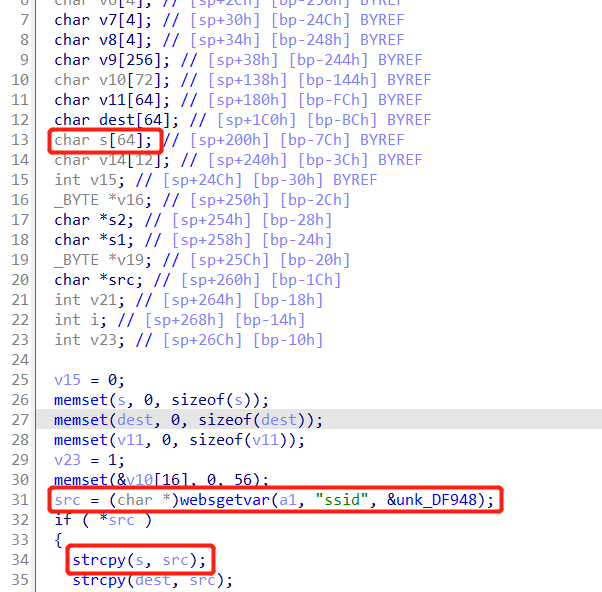 7 char v7[4]; // [sp+30h] [bp-24Ch] BYREF
8 char v8[4]; // [sp+34h] [bp-248h] BYREF
9 char v9[256]; // [sp+38h] [bp-244h] BYREF
10 char v10[72]; // [sp+138h] [bp-144h] BYREF
11 char v11[64]; // [sp+180h] [bp-FCh] BYREF
12 char dest[64]; // [sp+1C0h] [bp-BCh] BYREF
13 char s[64]; // [sp+200h] [bp-7Ch] BYREF
14 char v14[12]; // [sp+240h] [bp-3Ch] BYREF
15 int v15; // [sp+24Ch] [bp-30h] BYREF
16 _BYTE *v16; // [sp+250h] [bp-2Ch]
17 char *s2; // [sp+254h] [bp-28h]
18 char *s1; // [sp+258h] [bp-24h]
19 _BYTE *v19; // [sp+25Ch] [bp-20h]
20 char *src; // [sp+260h] [bp-1Ch]
21 int v21; // [sp+264h] [bp-18h]
22 int i; // [sp+268h] [bp-14h]
23 int v23; // [sp+26Ch] [bp-10h]
24
25 v15 = 0;
26 memset(s, 0, sizeof(s));
27 memset(dest, 0, sizeof(dest));
28 memset(v11, 0, sizeof(v11));
29 v23 = 1;
30 memset(&v10[16], 0, 56);
31 src = (char *)websgetvar(a1, "ssid", &unk_DF948);
32 if ( *src )
33 {
34 strcpy(s, src);
35 strcpy(dest, src);